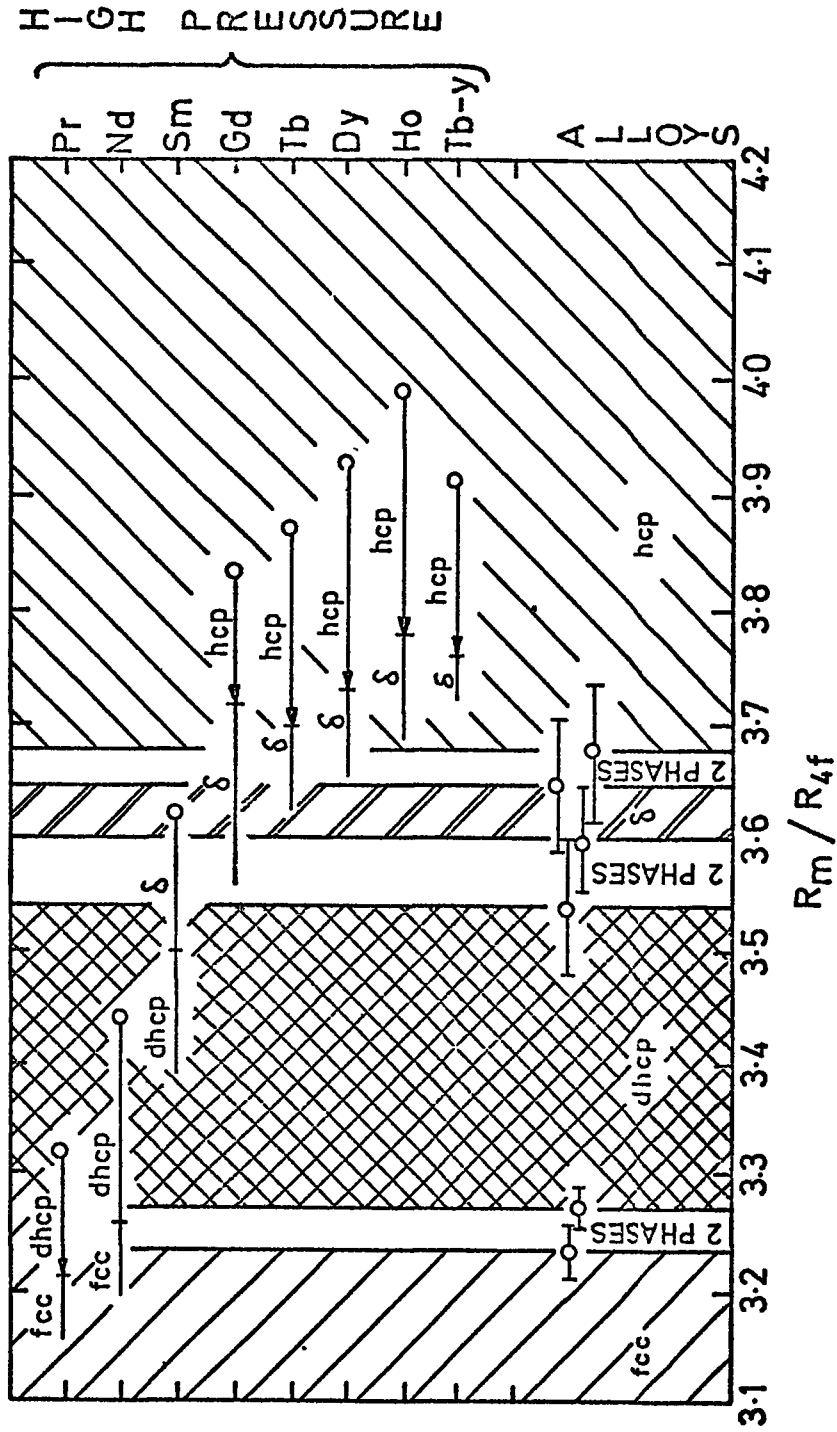 HIGH PRESSURE
Pr
Nd
Sm
Gd
Tb
Dy
Ho
Tb-y
ALLOYS
fcc
dhcp
fcc
dhcp
dhcp
δ
δ
hcp
δ
hcp
δ
hcp
δ
hcp
δ
hcp
fcc
2 PHASES
dhcp
2 PHASES
δ
2 PHASES
hcp
3·1
3·2
3·3
3·4
3·5
3·6
3·7
3·8
3·9
4·0
4·1
4·2
Rm / R4f